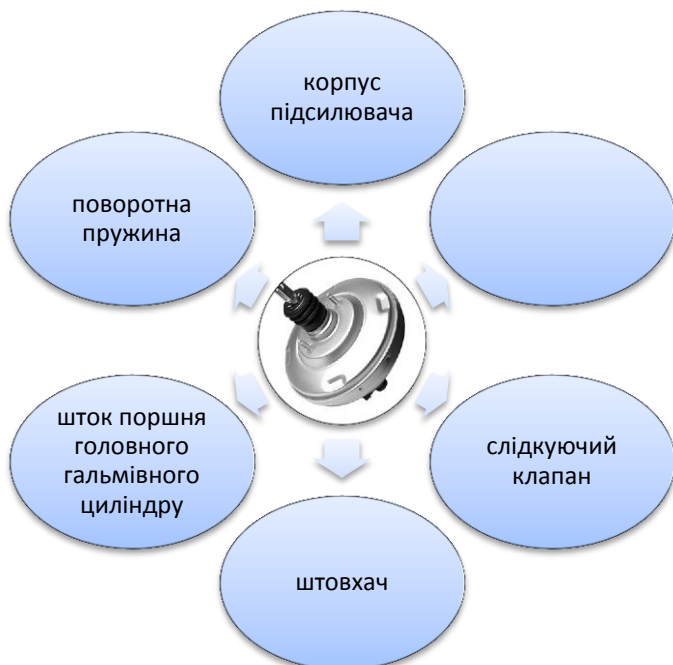 корпус
підсилювача
поворотна
пружина
шток поршня
головного
гальмівного
циліндру
слідкуючий
клапан
штовхач